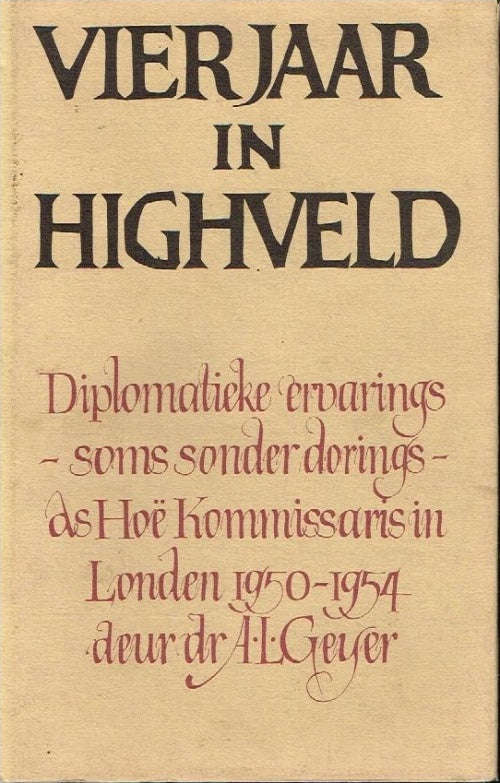 VIER JAAR
IN
HIGHVELD
Diplomatieke ervarings
- soms sonder dorings -
as Hoë Kommissaris in
Londen 1950-1954
deur dr A.L.Geyer